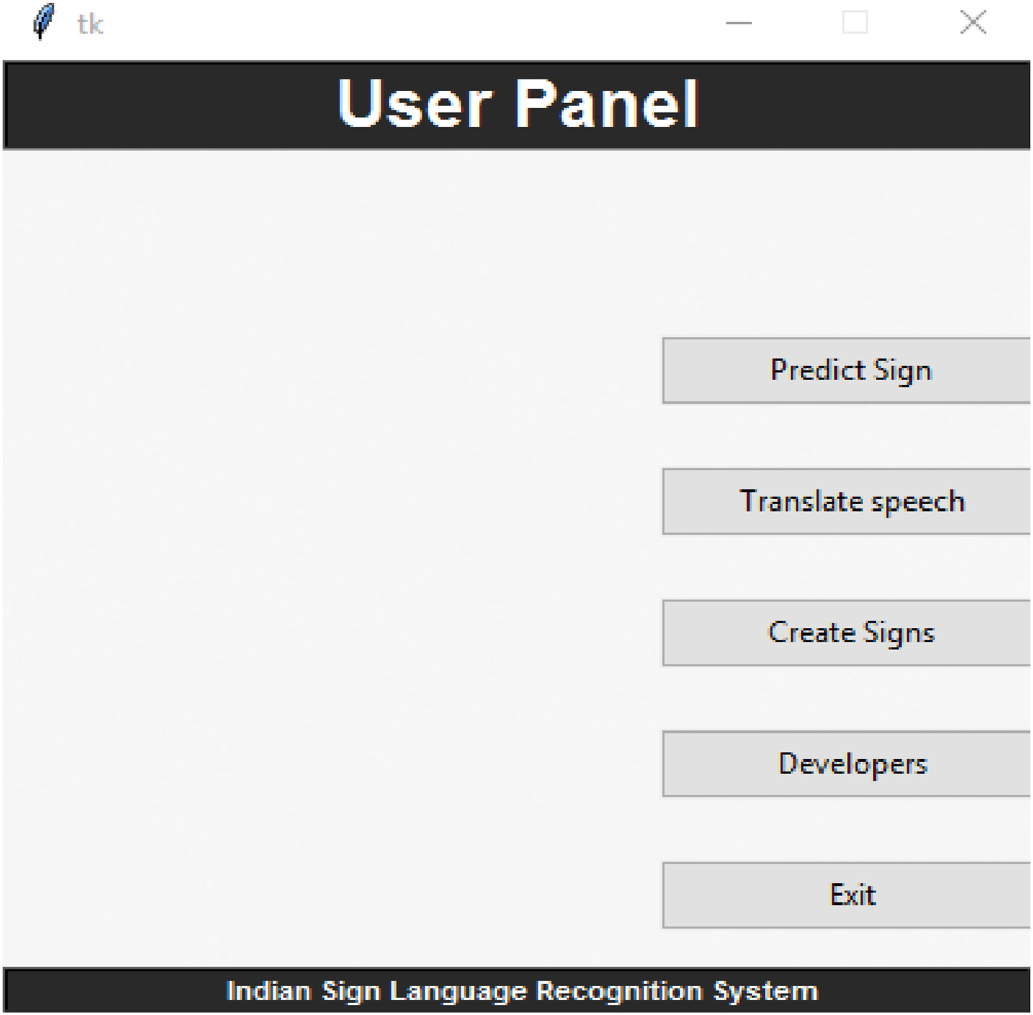 tk
User Panel
Predict Sign
Translate speech
Create Signs
Developers
Exit
Indian Sign Language Recognition System